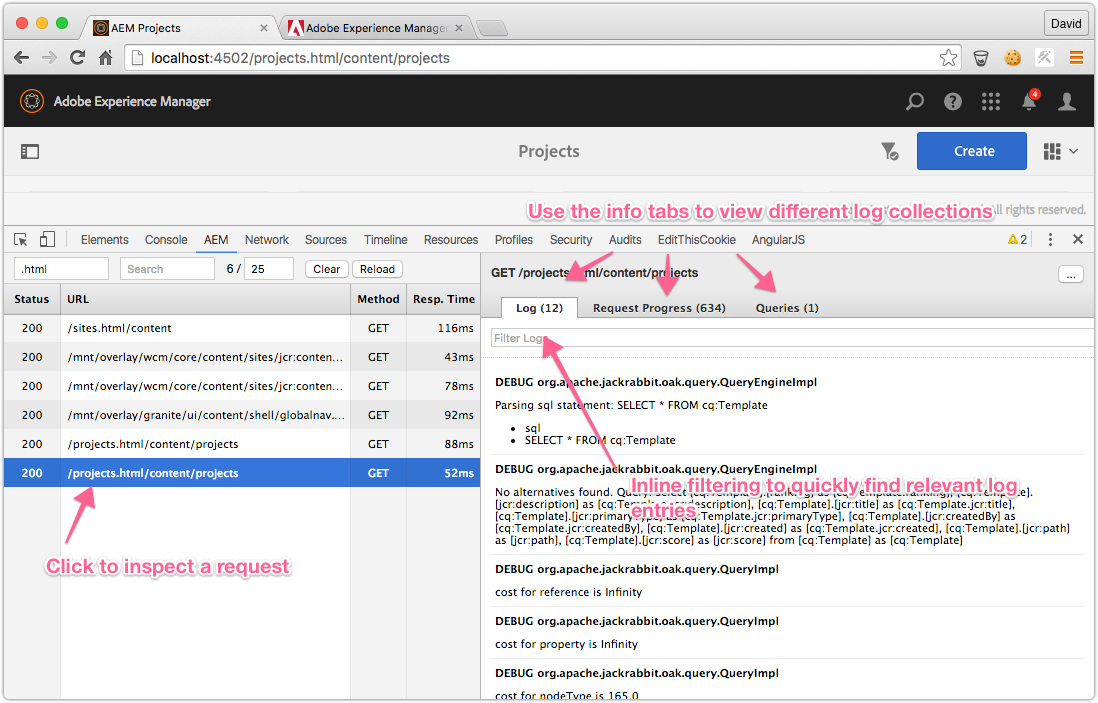 AEM Projects
Adobe Experience Manager
David
localhost:4502/projects.html/content/projects
Adobe Experience Manager
4
Projects
Create
All rights reserved.
Use the info tabs to view different log collections
Elements Console AEM Network Sources Timeline Resources Profiles Security Audits EditThisCookie AngularJS 2
.html Search 6 / 25 Clear Reload
Status URL Method Resp. Time
200 /sites.html/content GET 116ms
200 /mnt/overlay/wcm/core/content/sites/jcr:conten... GET 43ms
200 /mnt/overlay/wcm/core/content/sites/jcr:conten... GET 78ms
200 /mnt/overlay/granite/ui/content/shell/globalnav.... GET 92ms
200 /projects.html/content/projects GET 88ms
200 /projects.html/content/projects GET 52ms
Click to inspect a request
GET /projects.html/content/projects
...
Log (12) Request Progress (634) Queries (1)
Filter Logs
DEBUG org.apache.jackrabbit.oak.query.QueryEngineImpl
Parsing sql statement: SELECT * FROM cq:Template
• sql
• SELECT * FROM cq:Template
DEBUG org.apache.jackrabbit.oak.query.QueryEngineImpl
Inline filtering to quickly find relevant log
entries
No alternatives found. Query: select
[jcr:description] as [cq:Template.jcr:description], [cq:Template].[jcr:title] as [cq:Template.jcr:title],
[cq:Template].[jcr:primaryType] as [cq:Template.jcr:primaryType], [cq:Template].[jcr:createdBy] as
[cq:Template.jcr:createdBy], [cq:Template].[jcr:created] as [cq:Template.jcr:created], [cq:Template].[jcr:path]
as [jcr:path], [cq:Template].[jcr:score] as [jcr:score] from [cq:Template] as [cq:Template]
DEBUG org.apache.jackrabbit.oak.query.QueryImpl
cost for reference is Infinity
DEBUG org.apache.jackrabbit.oak.query.QueryImpl
cost for property is Infinity
DEBUG org.apache.jackrabbit.oak.query.QueryImpl
cost for nodeType is 165.0